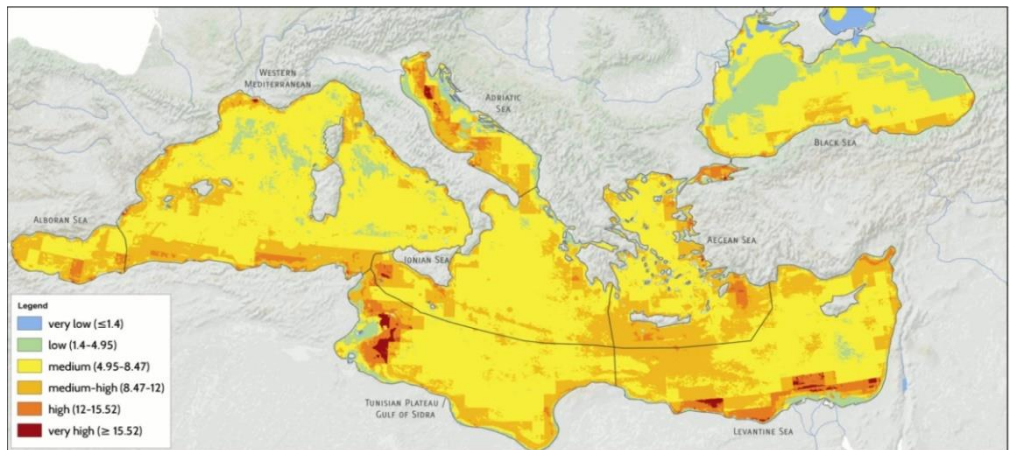 WESTERN
MEDITERRANEAN
ADRIATIC
SEA
BLACK SEA
ALBORAN SEA
IONIAN SEA
AEGEAN SEA
Legend
very low (≤1.4)
low (1.4-4.95)
medium (4.95-8.47)
medium-high (8.47-12)
high (12-15.52)
very high (≥ 15.52)
TUNISIAN PLATEAU /
GULF OF SIDRA
LEVANTINE SEA